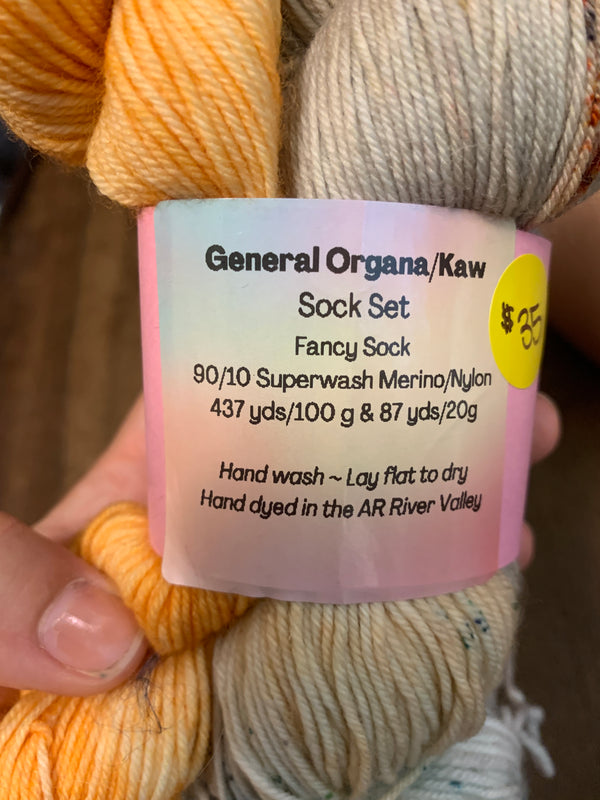 General Organa/Kaw
Sock Set
Fancy Sock
90/10 Superwash Merino/Nylon
437 yds/100 g & 87 yds/20g
Hand wash ~ Lay flat to dry
Hand dyed in the AR River Valley
$35